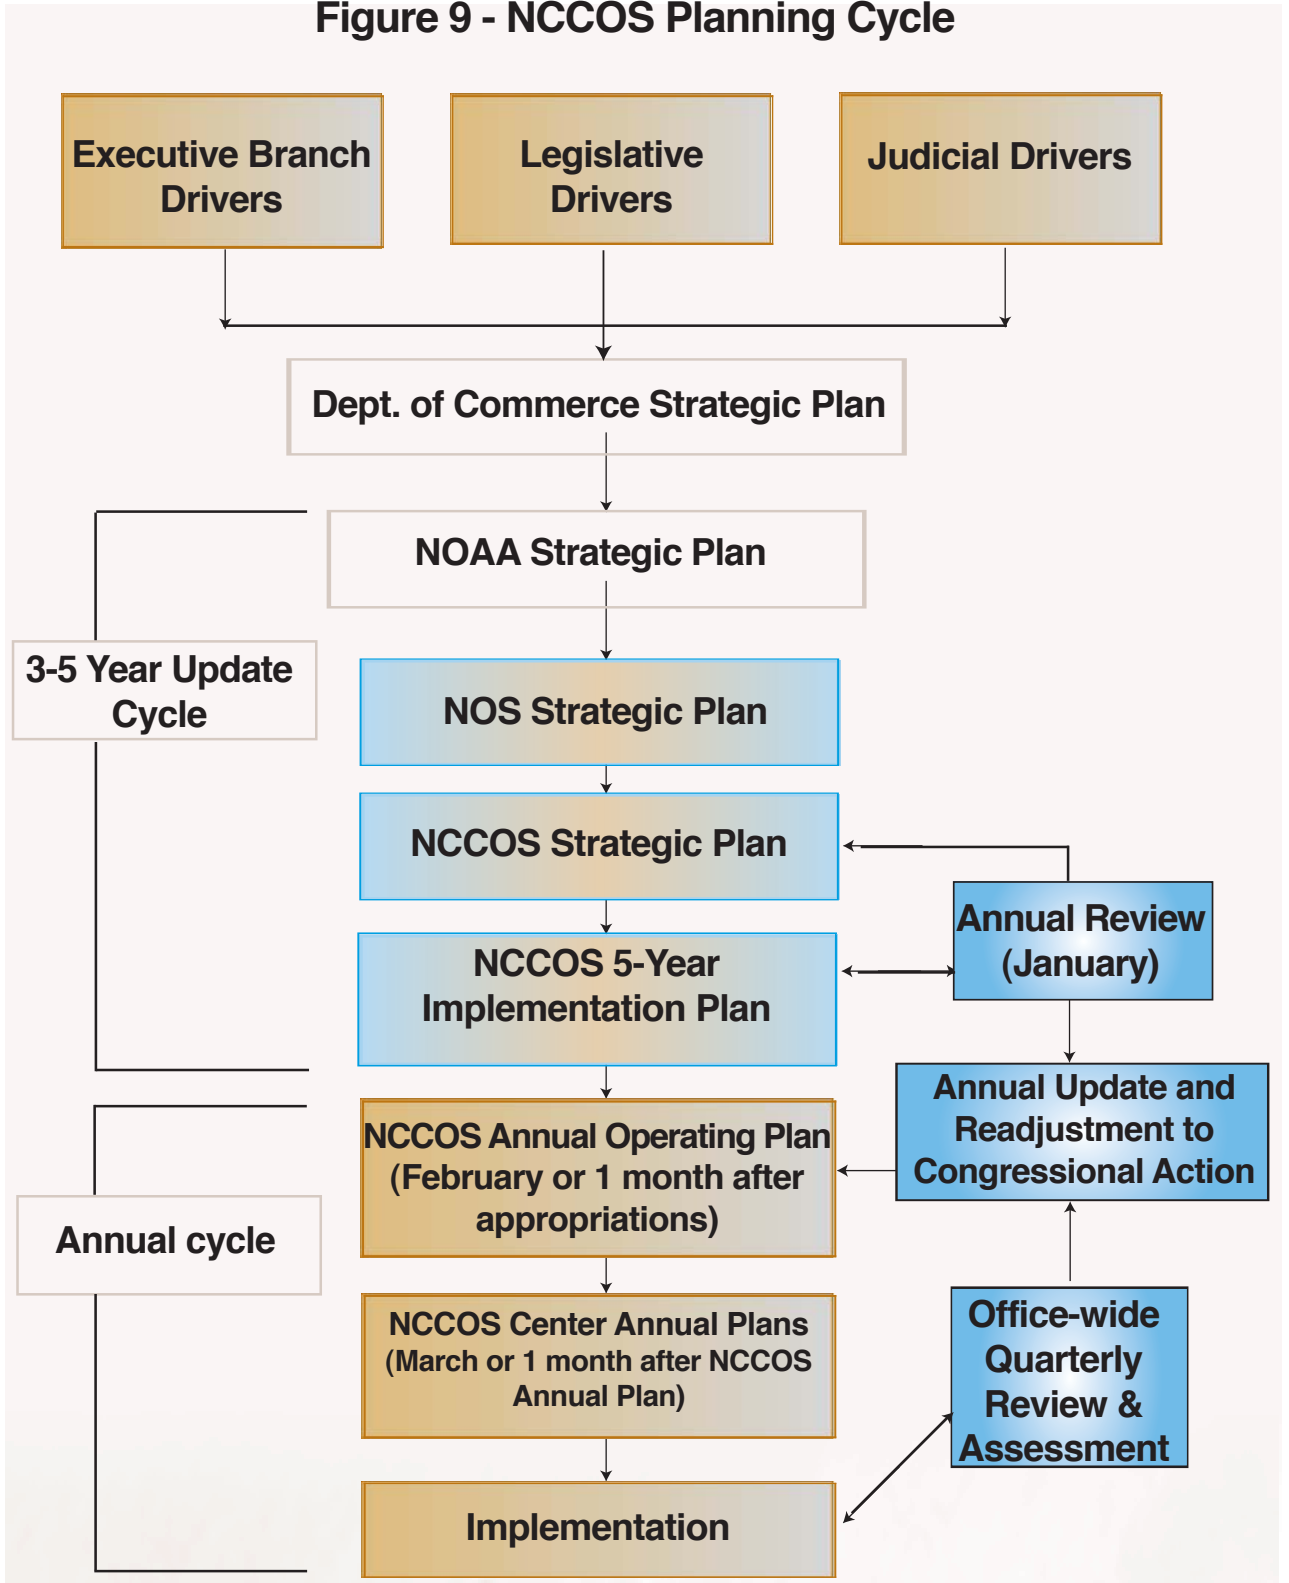 Figure 9 - NCCOS Planning Cycle
Executive Branch
Drivers
Legislative
Drivers
Judicial Drivers
Dept. of Commerce Strategic Plan
NOAA Strategic Plan
3-5 Year Update
Cycle
NOS Strategic Plan
NCCOS Strategic Plan
Annual Review
(January)
NCCOS 5-Year
Implementation Plan
Annual Update and
Readjustment to
Congressional Action
NCCOS Annual Operating Plan
(February or 1 month after
appropriations)
Annual cycle
NCCOS Center Annual Plans
(March or 1 month after NCCOS
Annual Plan)
Office-wide
Quarterly
Review &
Assessment
Implementation